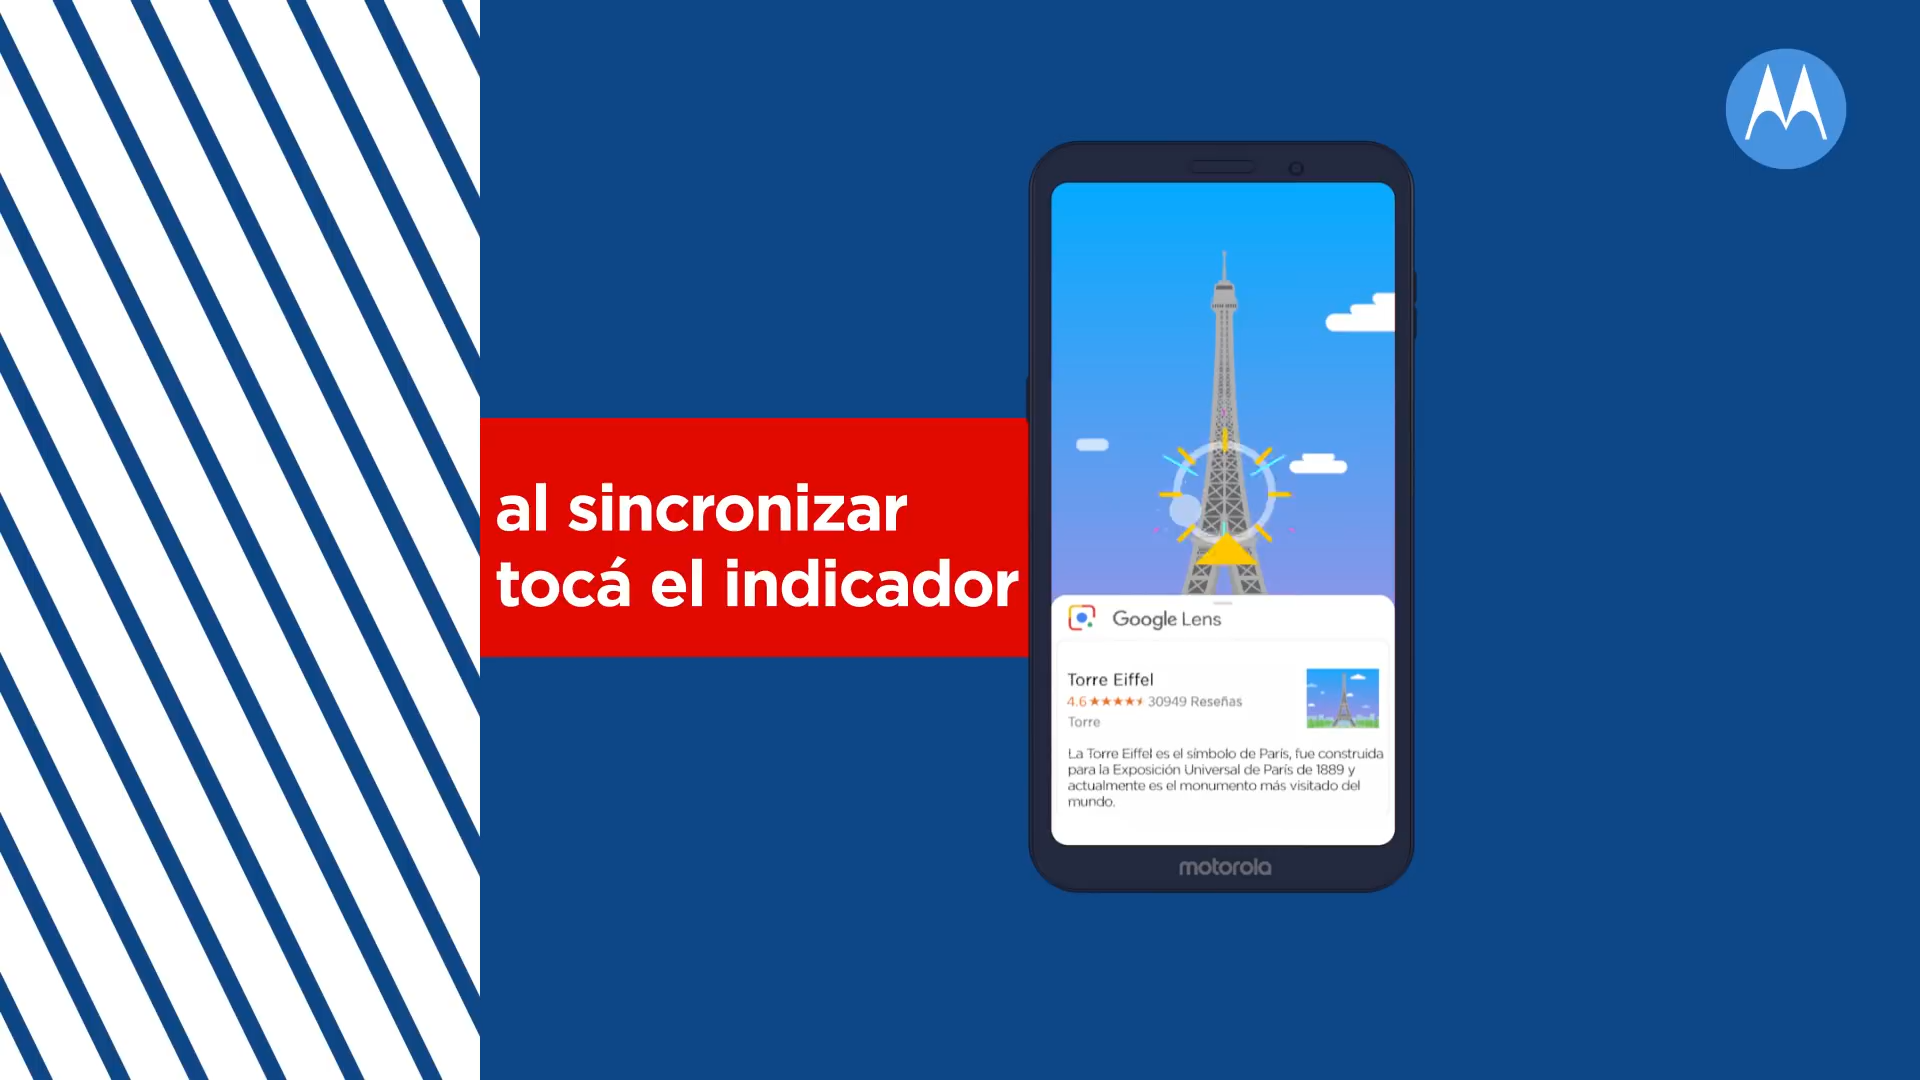 al sincronizar
tocá el indicador
Google Lens
Torre Eiffel
4.6 ★★★★★ 30949 Reseñas
Torre
La Torre Eiffel es el símbolo de París, fue construida
para la Exposición Universal de París de 1889 y
actualmente es el monumento más visitado del
mundo.
motorola